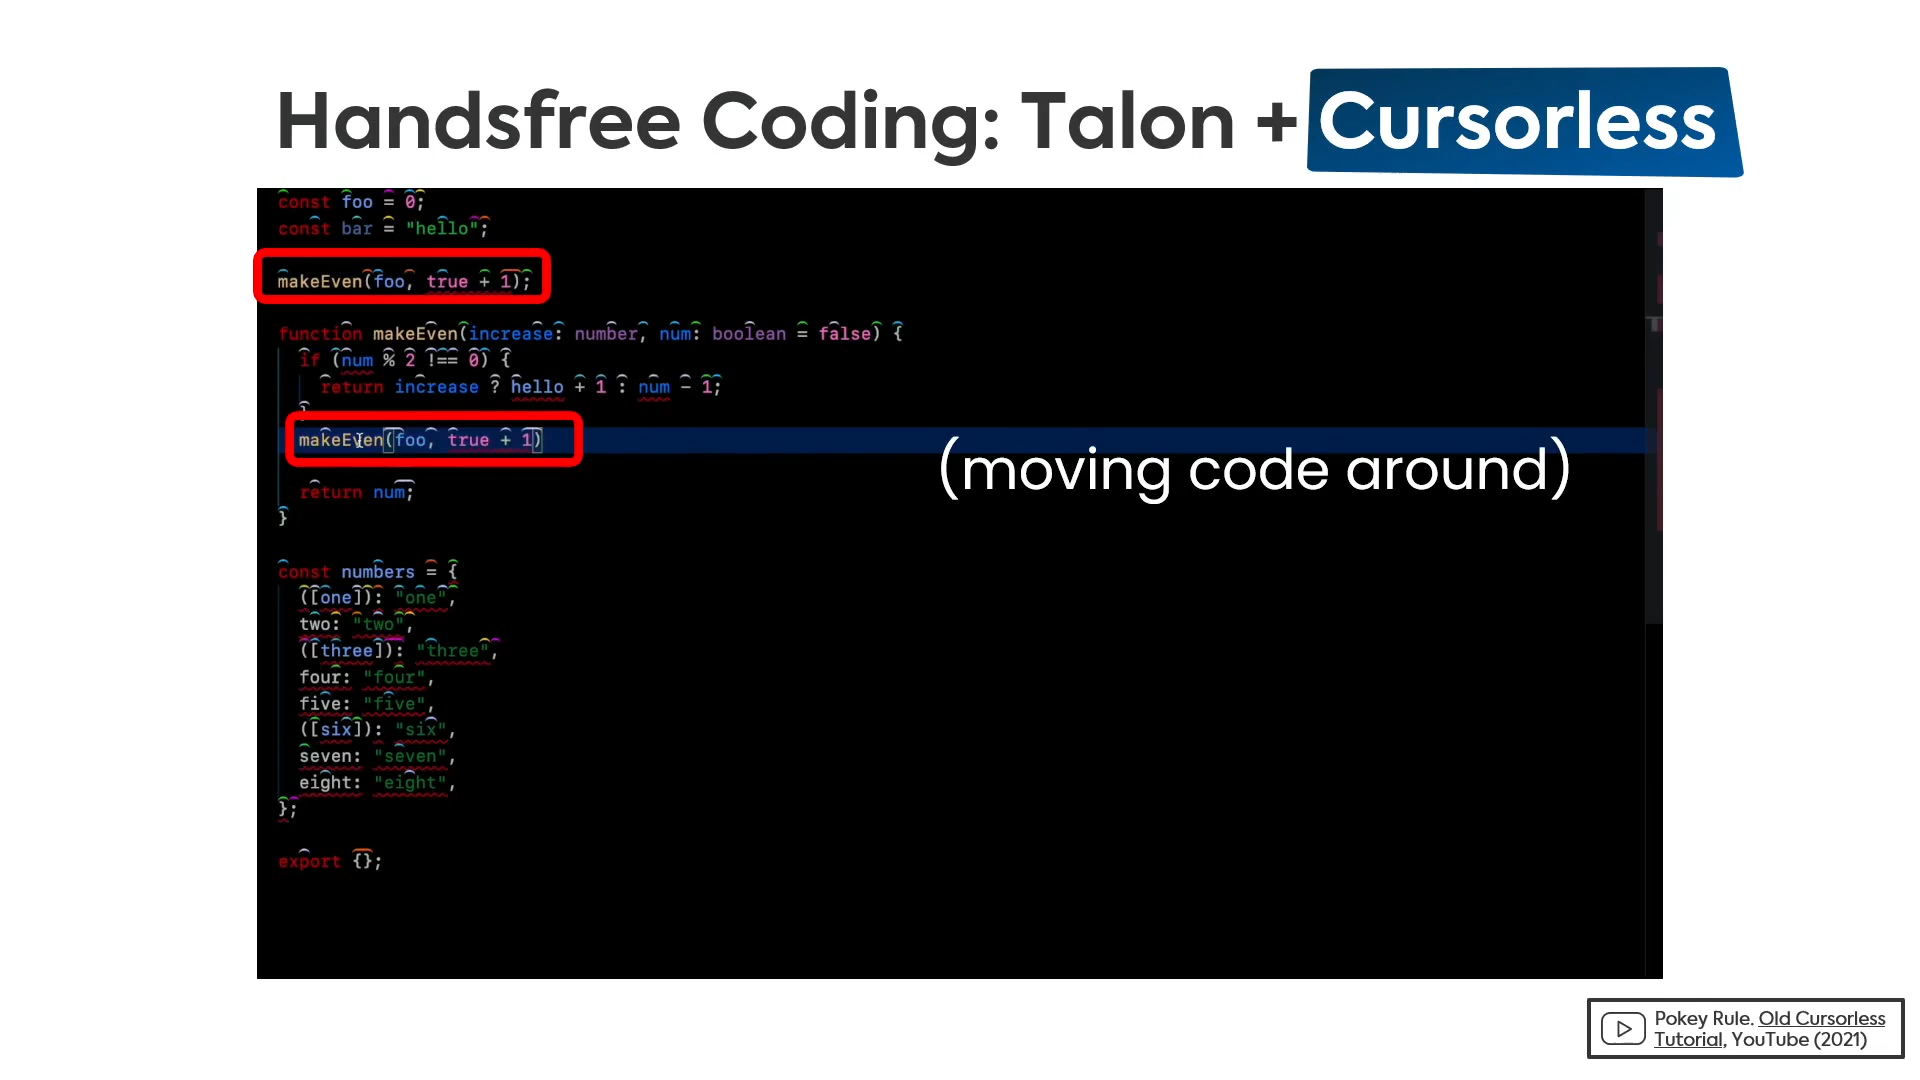 Handsfree Coding: Talon + Cursorless
const foo = 0;
const bar = "hello";
makeEven(foo, true + 1);
function makeEven(increase: number, num: boolean = false) {
if (num % 2 !== 0) {
return increase ? hello + 1 : num - 1;
}
makeEven(foo, true + 1)
(moving code around)
return num;
}
const numbers = {
([one]): "one",
two: "two",
([three]): "three",
four: "four",
five: "five",
([six]): "six",
seven: "seven",
eight: "eight",
};
export {};
Pokey Rule. Old Cursorless
Tutorial, YouTube (2021)